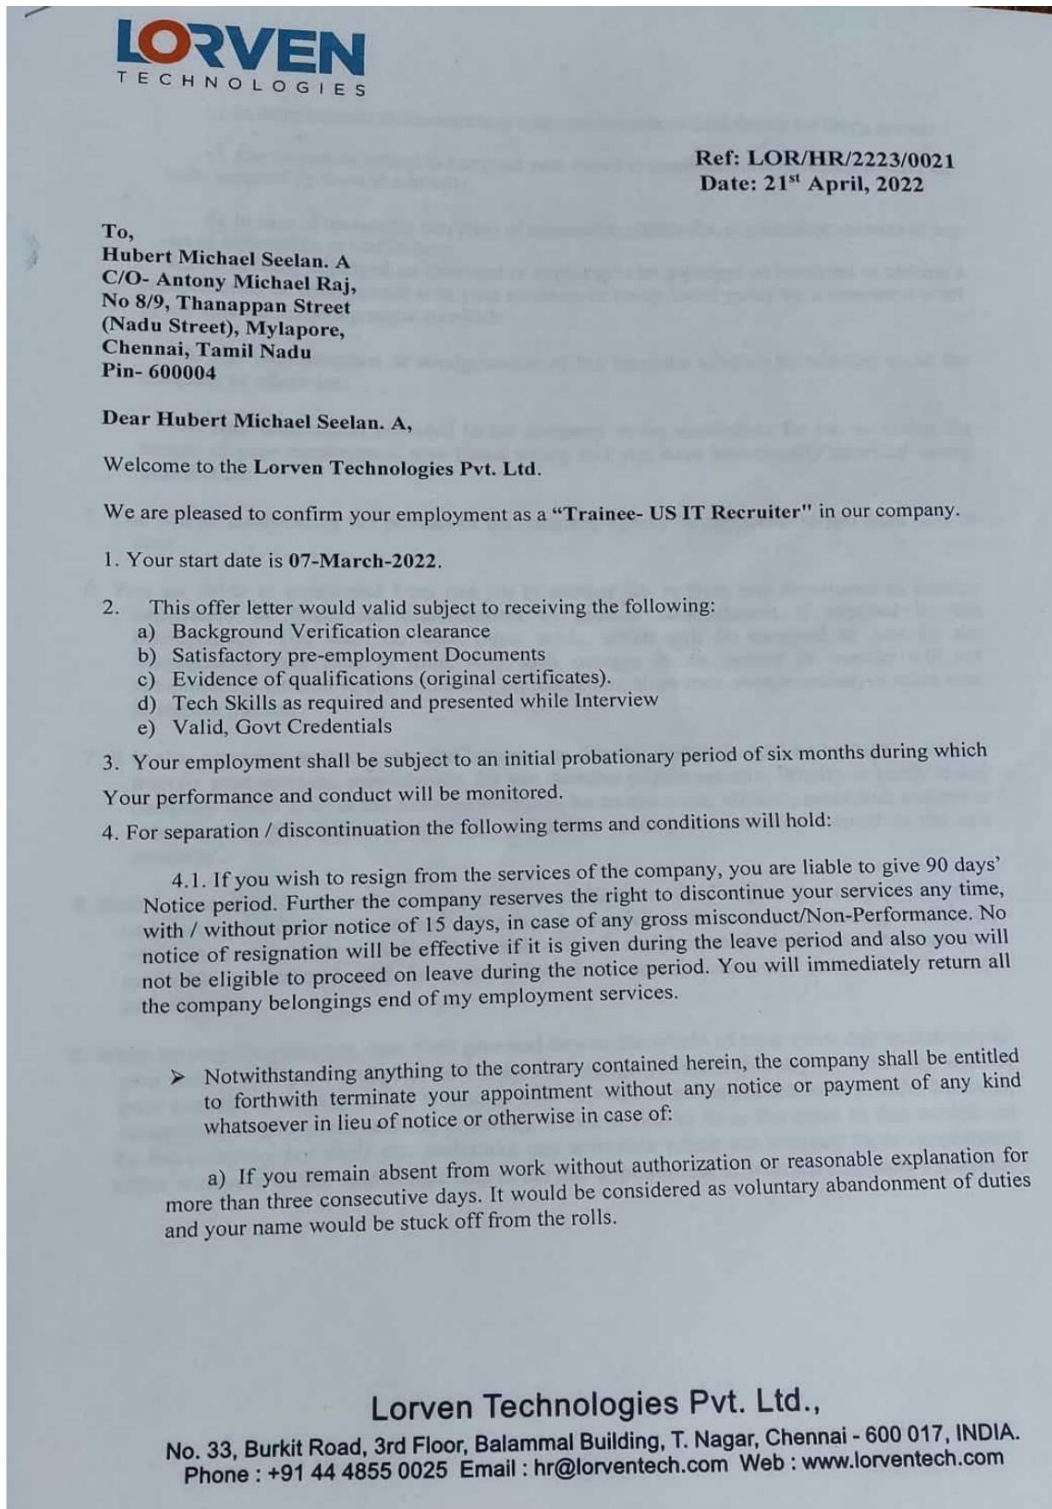 LORVEN
TECHNOLOGIES
Ref: LOR/HR/2223/0021
Date: 21st April, 2022
To,
Hubert Michael Seelan. A
C/O- Antony Michael Raj,
No 8/9, Thanappan Street
(Nadu Street), Mylapore,
Chennai, Tamil Nadu
Pin- 600004
Dear Hubert Michael Seelan. A,
Welcome to the Lorven Technologies Pvt. Ltd.
We are pleased to confirm your employment as a “Trainee- US IT Recruiter" in our company.
1. Your start date is 07-March-2022.
2. This offer letter would valid subject to receiving the following:
a) Background Verification clearance
b) Satisfactory pre-employment Documents
c) Evidence of qualifications (original certificates).
d) Tech Skills as required and presented while Interview
e) Valid, Govt Credentials
3. Your employment shall be subject to an initial probationary period of six months during which
Your performance and conduct will be monitored.
4. For separation / discontinuation the following terms and conditions will hold:
4.1. If you wish to resign from the services of the company, you are liable to give 90 days’
Notice period. Further the company reserves the right to discontinue your services any time,
with / without prior notice of 15 days, in case of any gross misconduct/Non-Performance. No
notice of resignation will be effective if it is given during the leave period and also you will
not be eligible to proceed on leave during the notice period. You will immediately return all
the company belongings end of my employment services.
➤ Notwithstanding anything to the contrary contained herein, the company shall be entitled
to forthwith terminate your appointment without any notice or payment of any kind
whatsoever in lieu of notice or otherwise in case of:
a) If you remain absent from work without authorization or reasonable explanation for
more than three consecutive days. It would be considered as voluntary abandonment of duties
and your name would be stuck off from the rolls.
Lorven Technologies Pvt. Ltd.,
No. 33, Burkit Road, 3rd Floor, Balammal Building, T. Nagar, Chennai - 600 017, INDIA.
Phone : +91 44 4855 0025 Email : hr@lorventech.com Web : www.lorventech.com